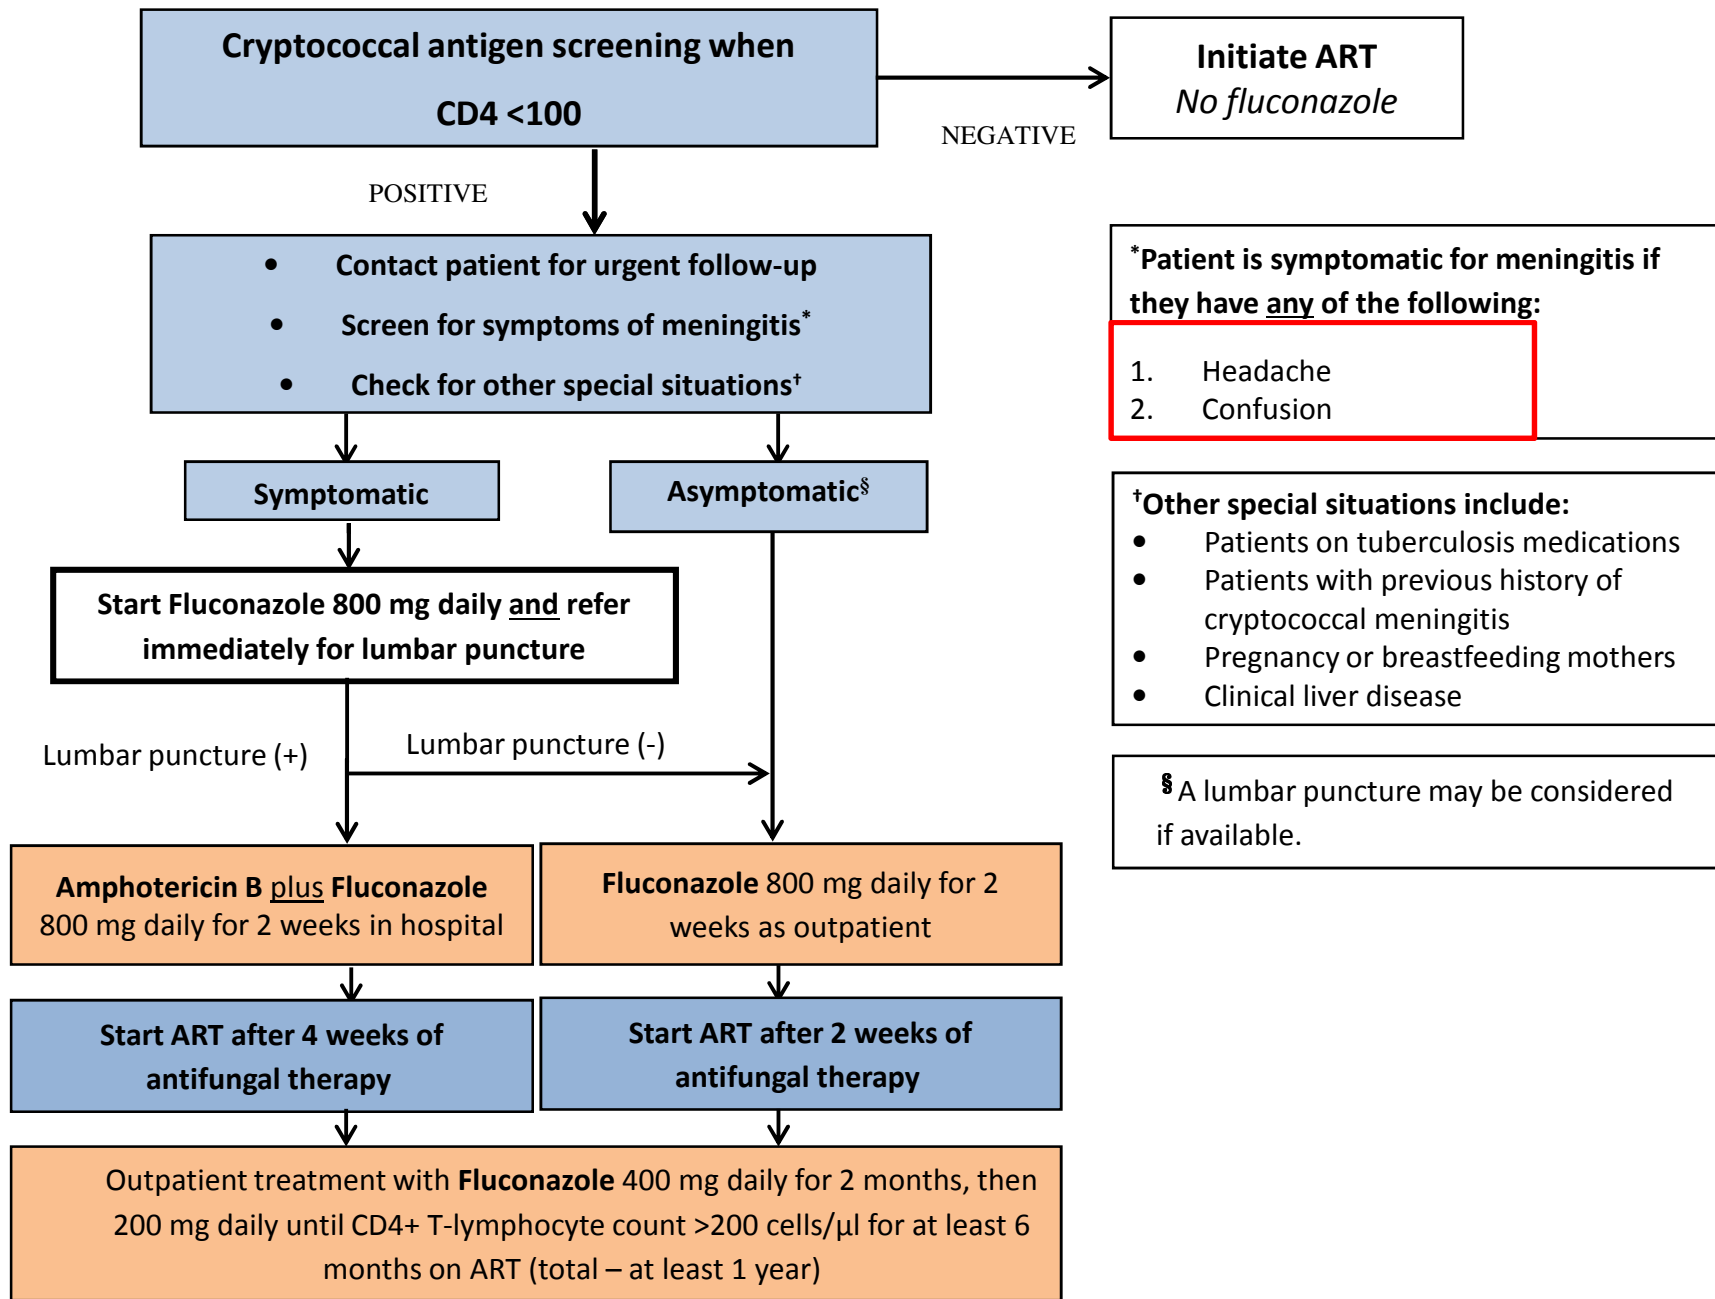 Cryptococcal antigen screening when
CD4 <100
Initiate ART
No fluconazole
NEGATIVE
POSITIVE
• Contact patient for urgent follow-up
• Screen for symptoms of meningitis*
• Check for other special situations†
*Patient is symptomatic for meningitis if
they have any of the following:
1. Headache
2. Confusion
Symptomatic
Asymptomatic§
†Other special situations include:
• Patients on tuberculosis medications
• Patients with previous history of
cryptococcal meningitis
• Pregnancy or breastfeeding mothers
• Clinical liver disease
Start Fluconazole 800 mg daily and refer
immediately for lumbar puncture
Lumbar puncture (+)
Lumbar puncture (-)
§ A lumbar puncture may be considered
if available.
Amphotericin B plus Fluconazole
800 mg daily for 2 weeks in hospital
Fluconazole 800 mg daily for 2
weeks as outpatient
Start ART after 4 weeks of
antifungal therapy
Start ART after 2 weeks of
antifungal therapy
Outpatient treatment with Fluconazole 400 mg daily for 2 months, then
200 mg daily until CD4+ T-lymphocyte count >200 cells/µl for at least 6
months on ART (total – at least 1 year)